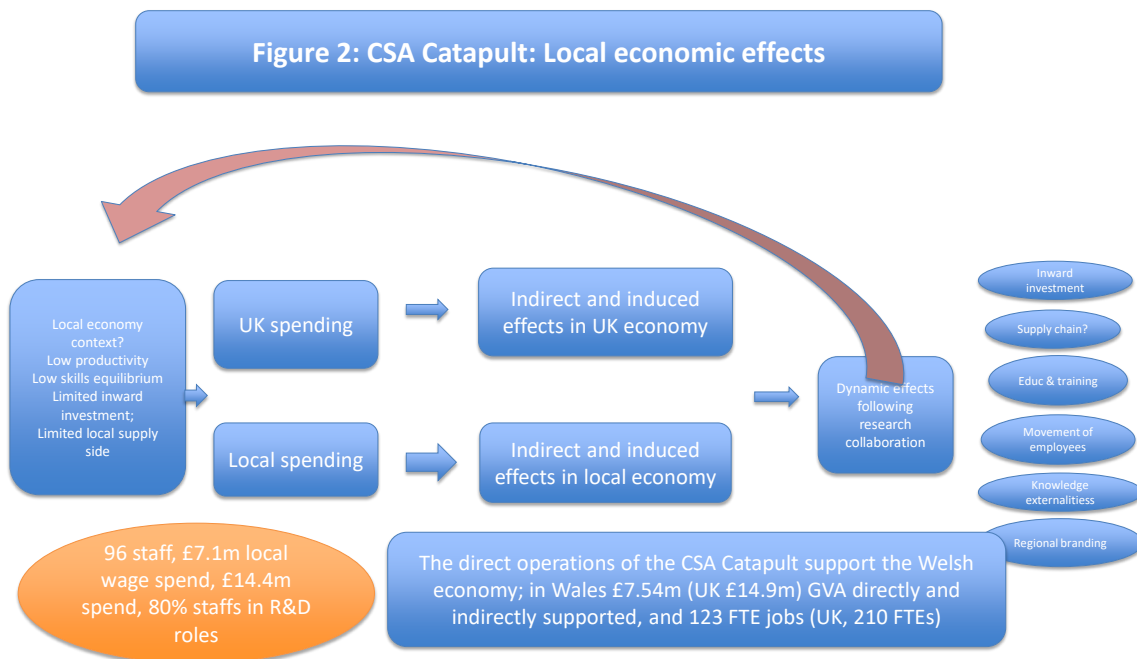 Figure 2: CSA Catapult: Local economic effects
Local economy
context?
Low productivity
Low skills equilibrium
Limited inward
investment;
Limited local supply
side
UK spending
Indirect and induced
effects in UK economy
Local spending
Indirect and induced
effects in local economy
Dynamic effects
following
research
collaboration
Inward
investment
Supply chain?
Educ & training
Movement of
employees
Knowledge
externalitiess
Regional branding
96 staff, £7.1m local
wage spend, £14.4m
spend, 80% staffs in R&D
roles
The direct operations of the CSA Catapult support the Welsh
economy; in Wales £7.54m (UK £14.9m) GVA directly and
indirectly supported, and 123 FTE jobs (UK, 210 FTEs)